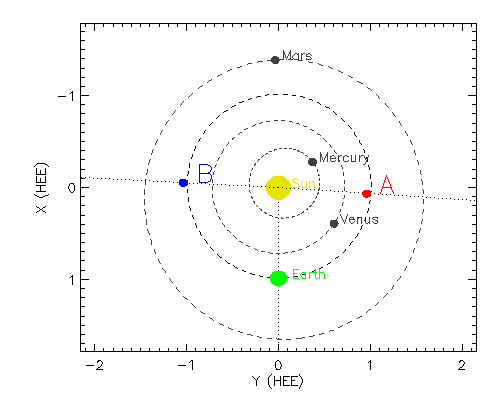 Mars
-1
Mercury
B
Sun
A
0
X (HEE)
Venus
Earth
1
-2
-1
0
1
2
Y (HEE)